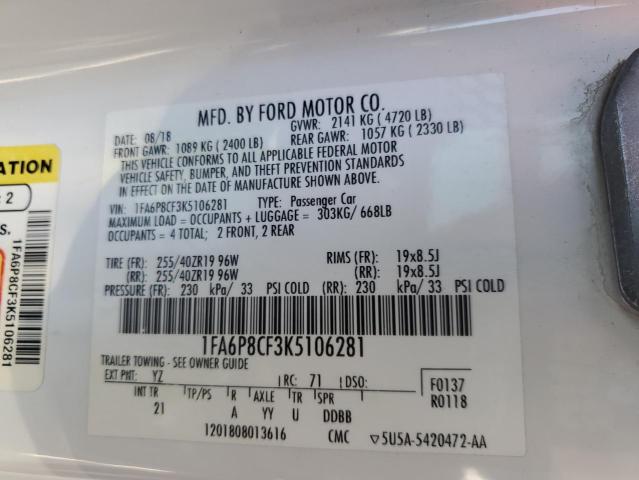 MFD. BY FORD MOTOR CO.
DATE: 08/18 GVWR: 2141 KG ( 4720 LB)
FRONT GAWR: 1089 KG ( 2400 LB) REAR GAWR: 1057 KG ( 2330 LB)
THIS VEHICLE CONFORMS TO ALL APPLICABLE FEDERAL MOTOR
VEHICLE SAFETY, BUMPER, AND THEFT PREVENTION STANDARDS
IN EFFECT ON THE DATE OF MANUFACTURE SHOWN ABOVE.
VIN: 1FA6P8CF3K5106281 TYPE: Passenger Car
MAXIMUM LOAD = OCCUPANTS + LUGGAGE = 303KG/ 668LB
OCCUPANTS = 4 TOTAL; 2 FRONT, 2 REAR
TIRE (FR): 255/40ZR19 96W RIMS (FR): 19x8.5J
(RR): 255/40ZR19 96W (RR): 19x8.5J
PRESSURE (FR): 230 kPa/ 33 PSI COLD (RR): 230 kPa/ 33 PSI COLD
1FA6P8CF3K5106281
TRAILER TOWING - SEE OWNER GUIDE
EXT PNT: YZ RC: 71 DSO:
INT TR TP/PS R AXLE TR SPR
21 A YY U DDBB
F0137
R0118
1201808013616 CMC 5U5A-5420472-AA
ATION
: 2
S.
1FA6P8CF3K5106281